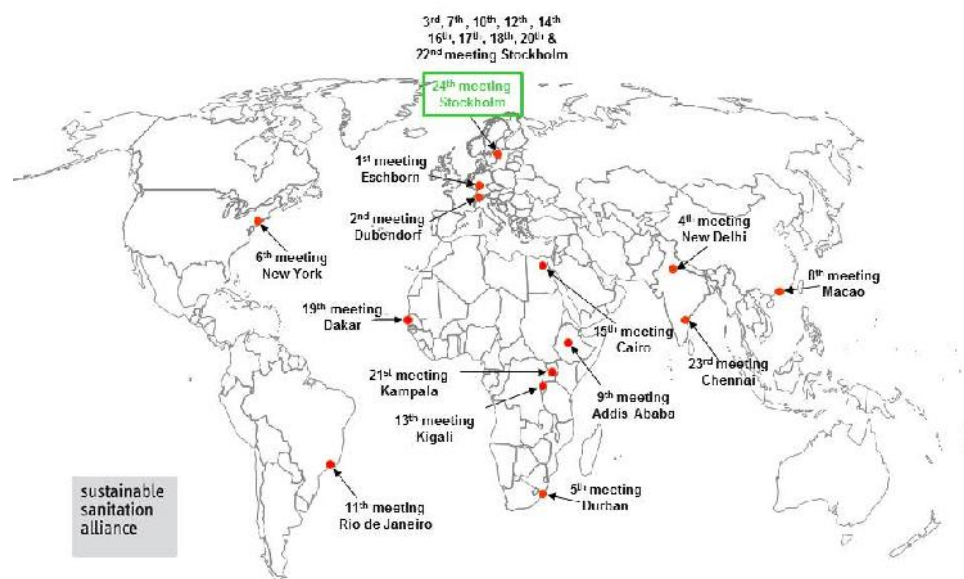 3rd, 7th, 10th, 12th, 14th
16th, 17th, 18th, 20th &
22nd meeting Stockholm
24th meeting
Stockholm
1st meeting
Eschborn
2nd meeting
Dubendorf
4th meeting
New Delhi
6th meeting
New York
8th meeting
Macao
19th meeting
Dakar
15th meeting
Cairo
23rd meeting
Chennai
21st meeting
Kampala
9th meeting
Addis Ababa
13th meeting
Kigali
5th meeting
Durban
11th meeting
Rio de Janeiro
sustainable
sanitation
alliance